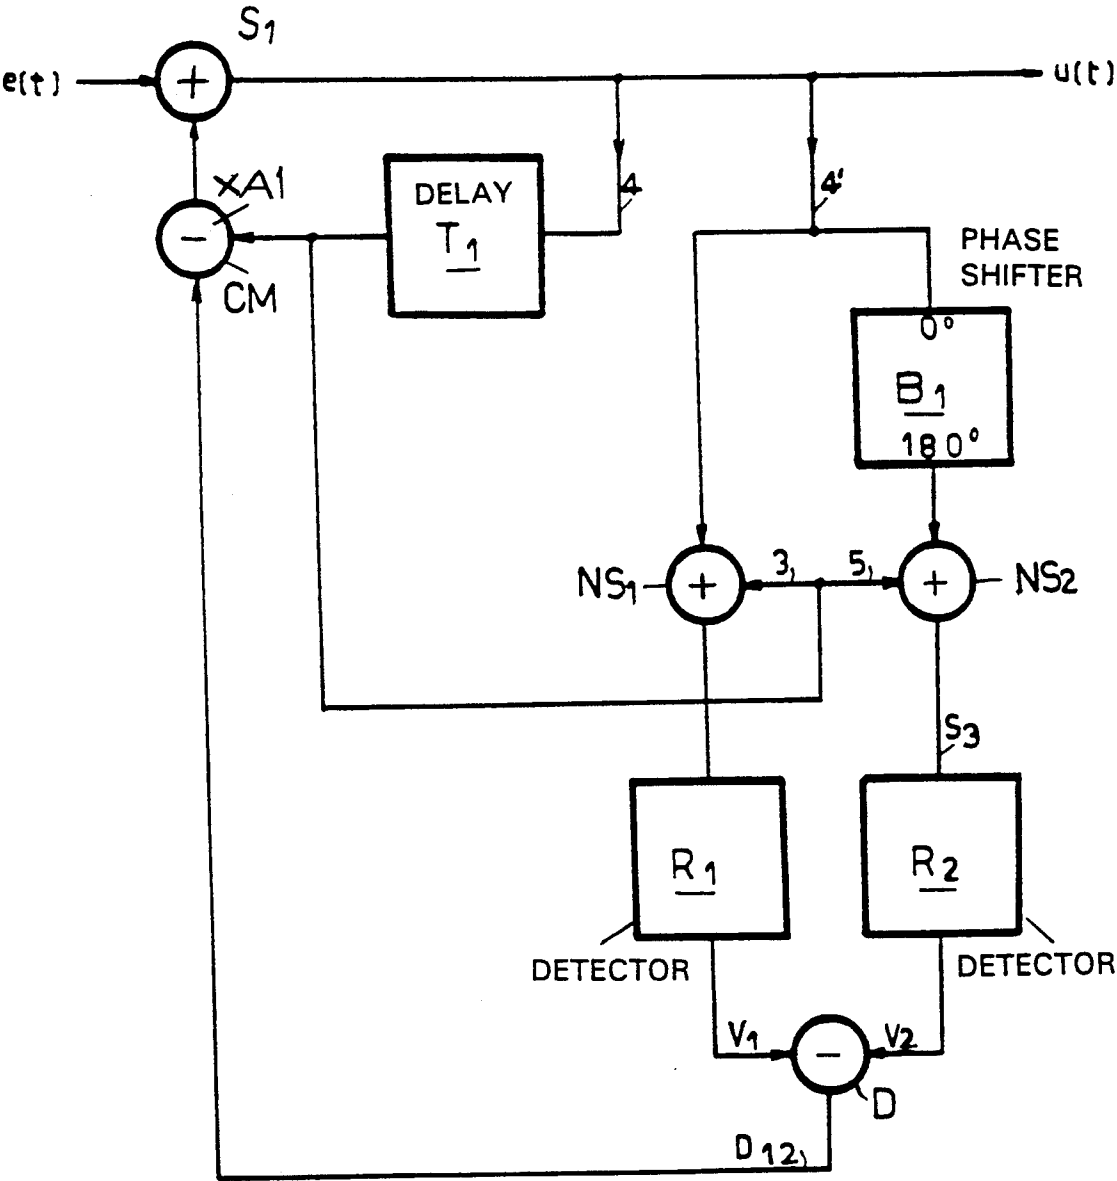 S1
e(t)
+
u(t)
xA1
-
CM
DELAY
T1
4
4'
PHASE
SHIFTER
0°
B1
180°
NS1
+
3
5
+
NS2
S3
R1
R2
DETECTOR
DETECTOR
V1
-
V2
D
D12